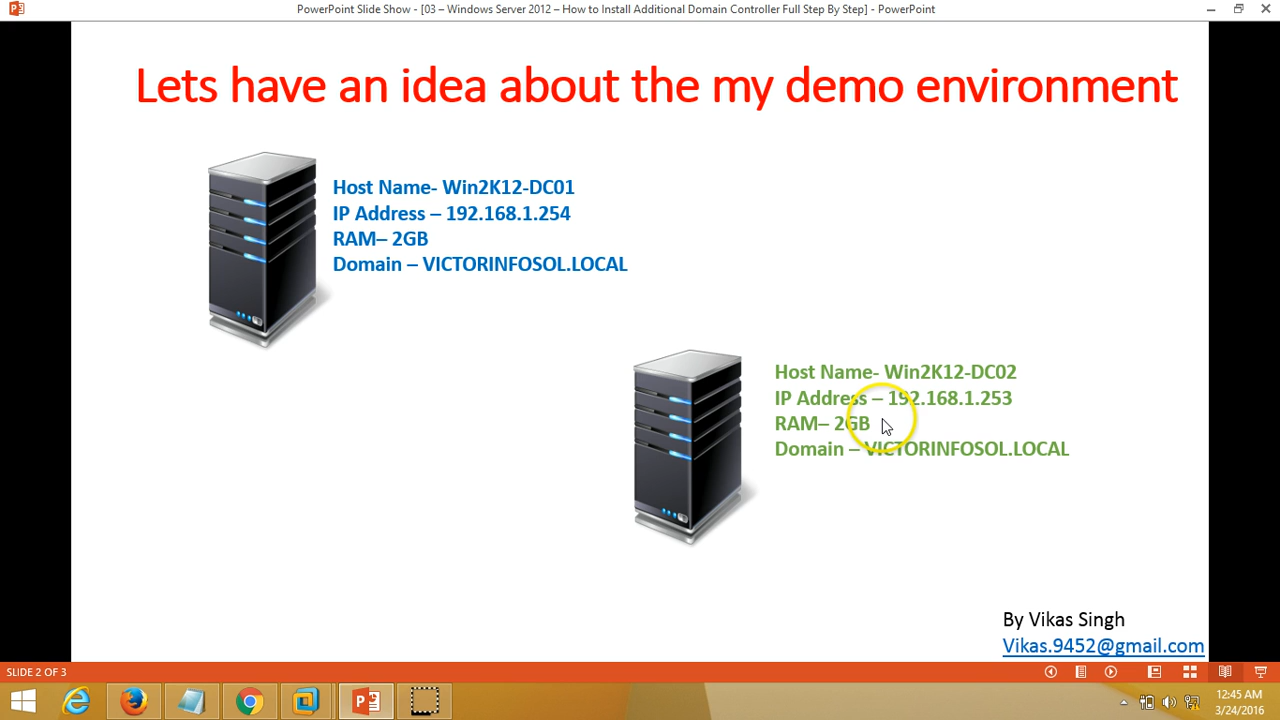 PowerPoint Slide Show - [03 – Windows Server 2012 – How to Install Additional Domain Controller Full Step By Step] - PowerPoint
Lets have an idea about the my demo environment
Host Name- Win2K12-DC01
IP Address – 192.168.1.254
RAM– 2GB
Domain – VICTORINFOSOL.LOCAL
Host Name- Win2K12-DC02
IP Address – 192.168.1.253
RAM– 2GB
Domain – VICTORINFOSOL.LOCAL
By Vikas Singh
Vikas.9452@gmail.com
SLIDE 2 OF 3
12:45 AM
3/24/2016